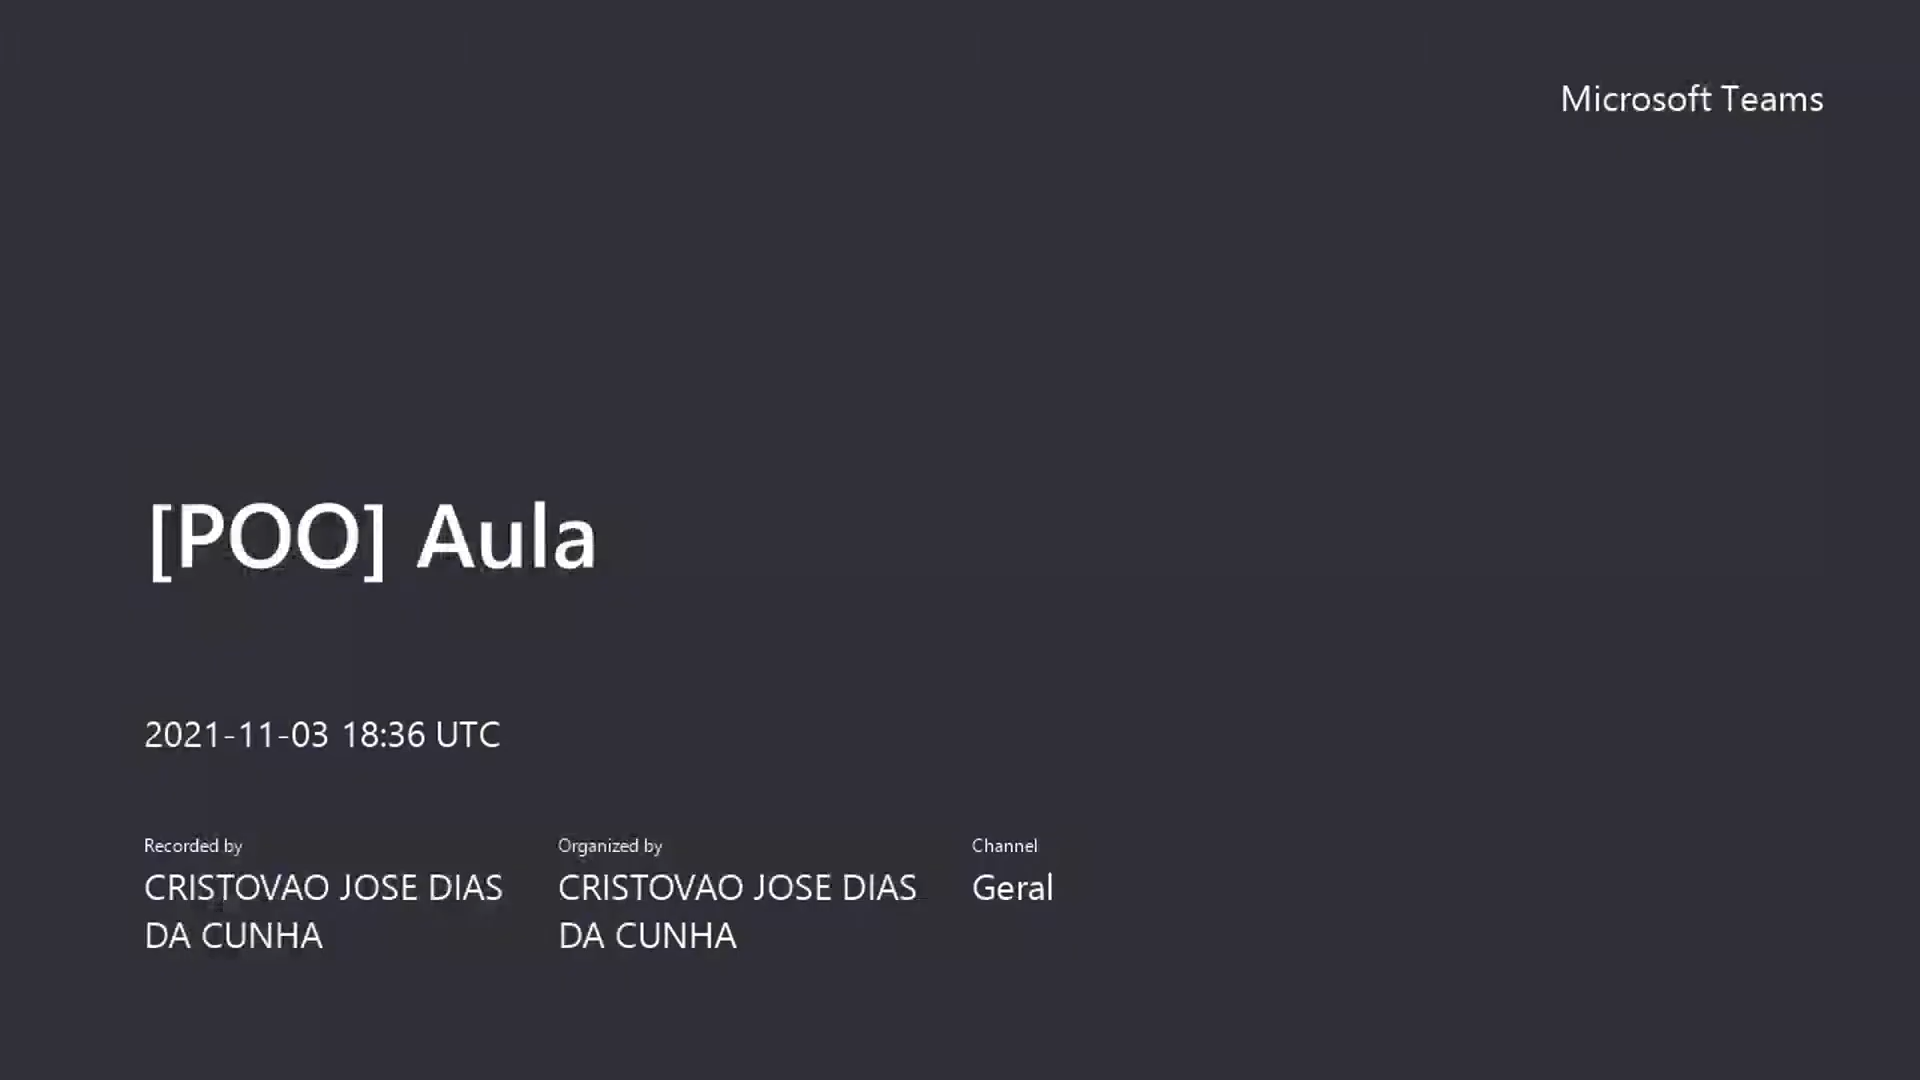 Microsoft Teams
[POO] Aula
2021-11-03 18:36 UTC
Recorded by
CRISTOVAO JOSE DIAS
DA CUNHA
Organized by
CRISTOVAO JOSE DIAS
DA CUNHA
Channel
Geral